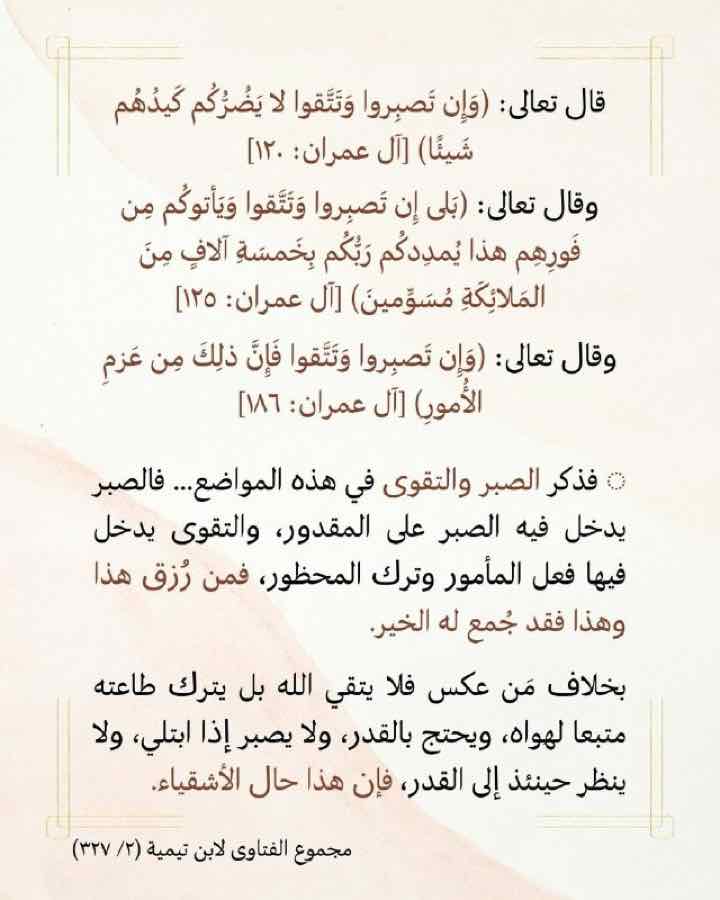 قال تعالى: (وَإِن تَصبِروا وَتَتَّقوا لا يَضُرُّكُم كَيدُهُم
شَيئًا) [آل عمران: ١٢٠]
وقال تعالى: (بَلى إِن تَصبِروا وَتَتَّقوا وَيَأتوكُم مِن
فَورِهِم هذا يُمدِدكُم رَبُّكُم بِخَمسَةِ آلافٍ مِنَ
المَلائِكَةِ مُسَوِّمينَ) [آل عمران: ١٢٥]
وقال تعالى: (وَإِن تَصبِروا وَتَتَّقوا فَإِنَّ ذلِكَ مِن عَزمِ
الأُمورِ) [آل عمران: ١٨٦]
فذكر الصبر والتقوى في هذه المواضع... فالصبر
يدخل فيه الصبر على المقدور، والتقوى يدخل
فيها فعل المأمور وترك المحظور، فمن رُزق هذا
وهذا فقد جُمع له الخير.
بخلاف مَن عكس فلا يتقي الله بل يترك طاعته
متبعا لهواه، ويحتج بالقدر، ولا يصبر إذا ابتلي، ولا
ينظر حينئذ إلى القدر، فإن هذا حال الأشقياء.
مجموع الفتاوى لابن تيمية (٢/ ٣٢٧)